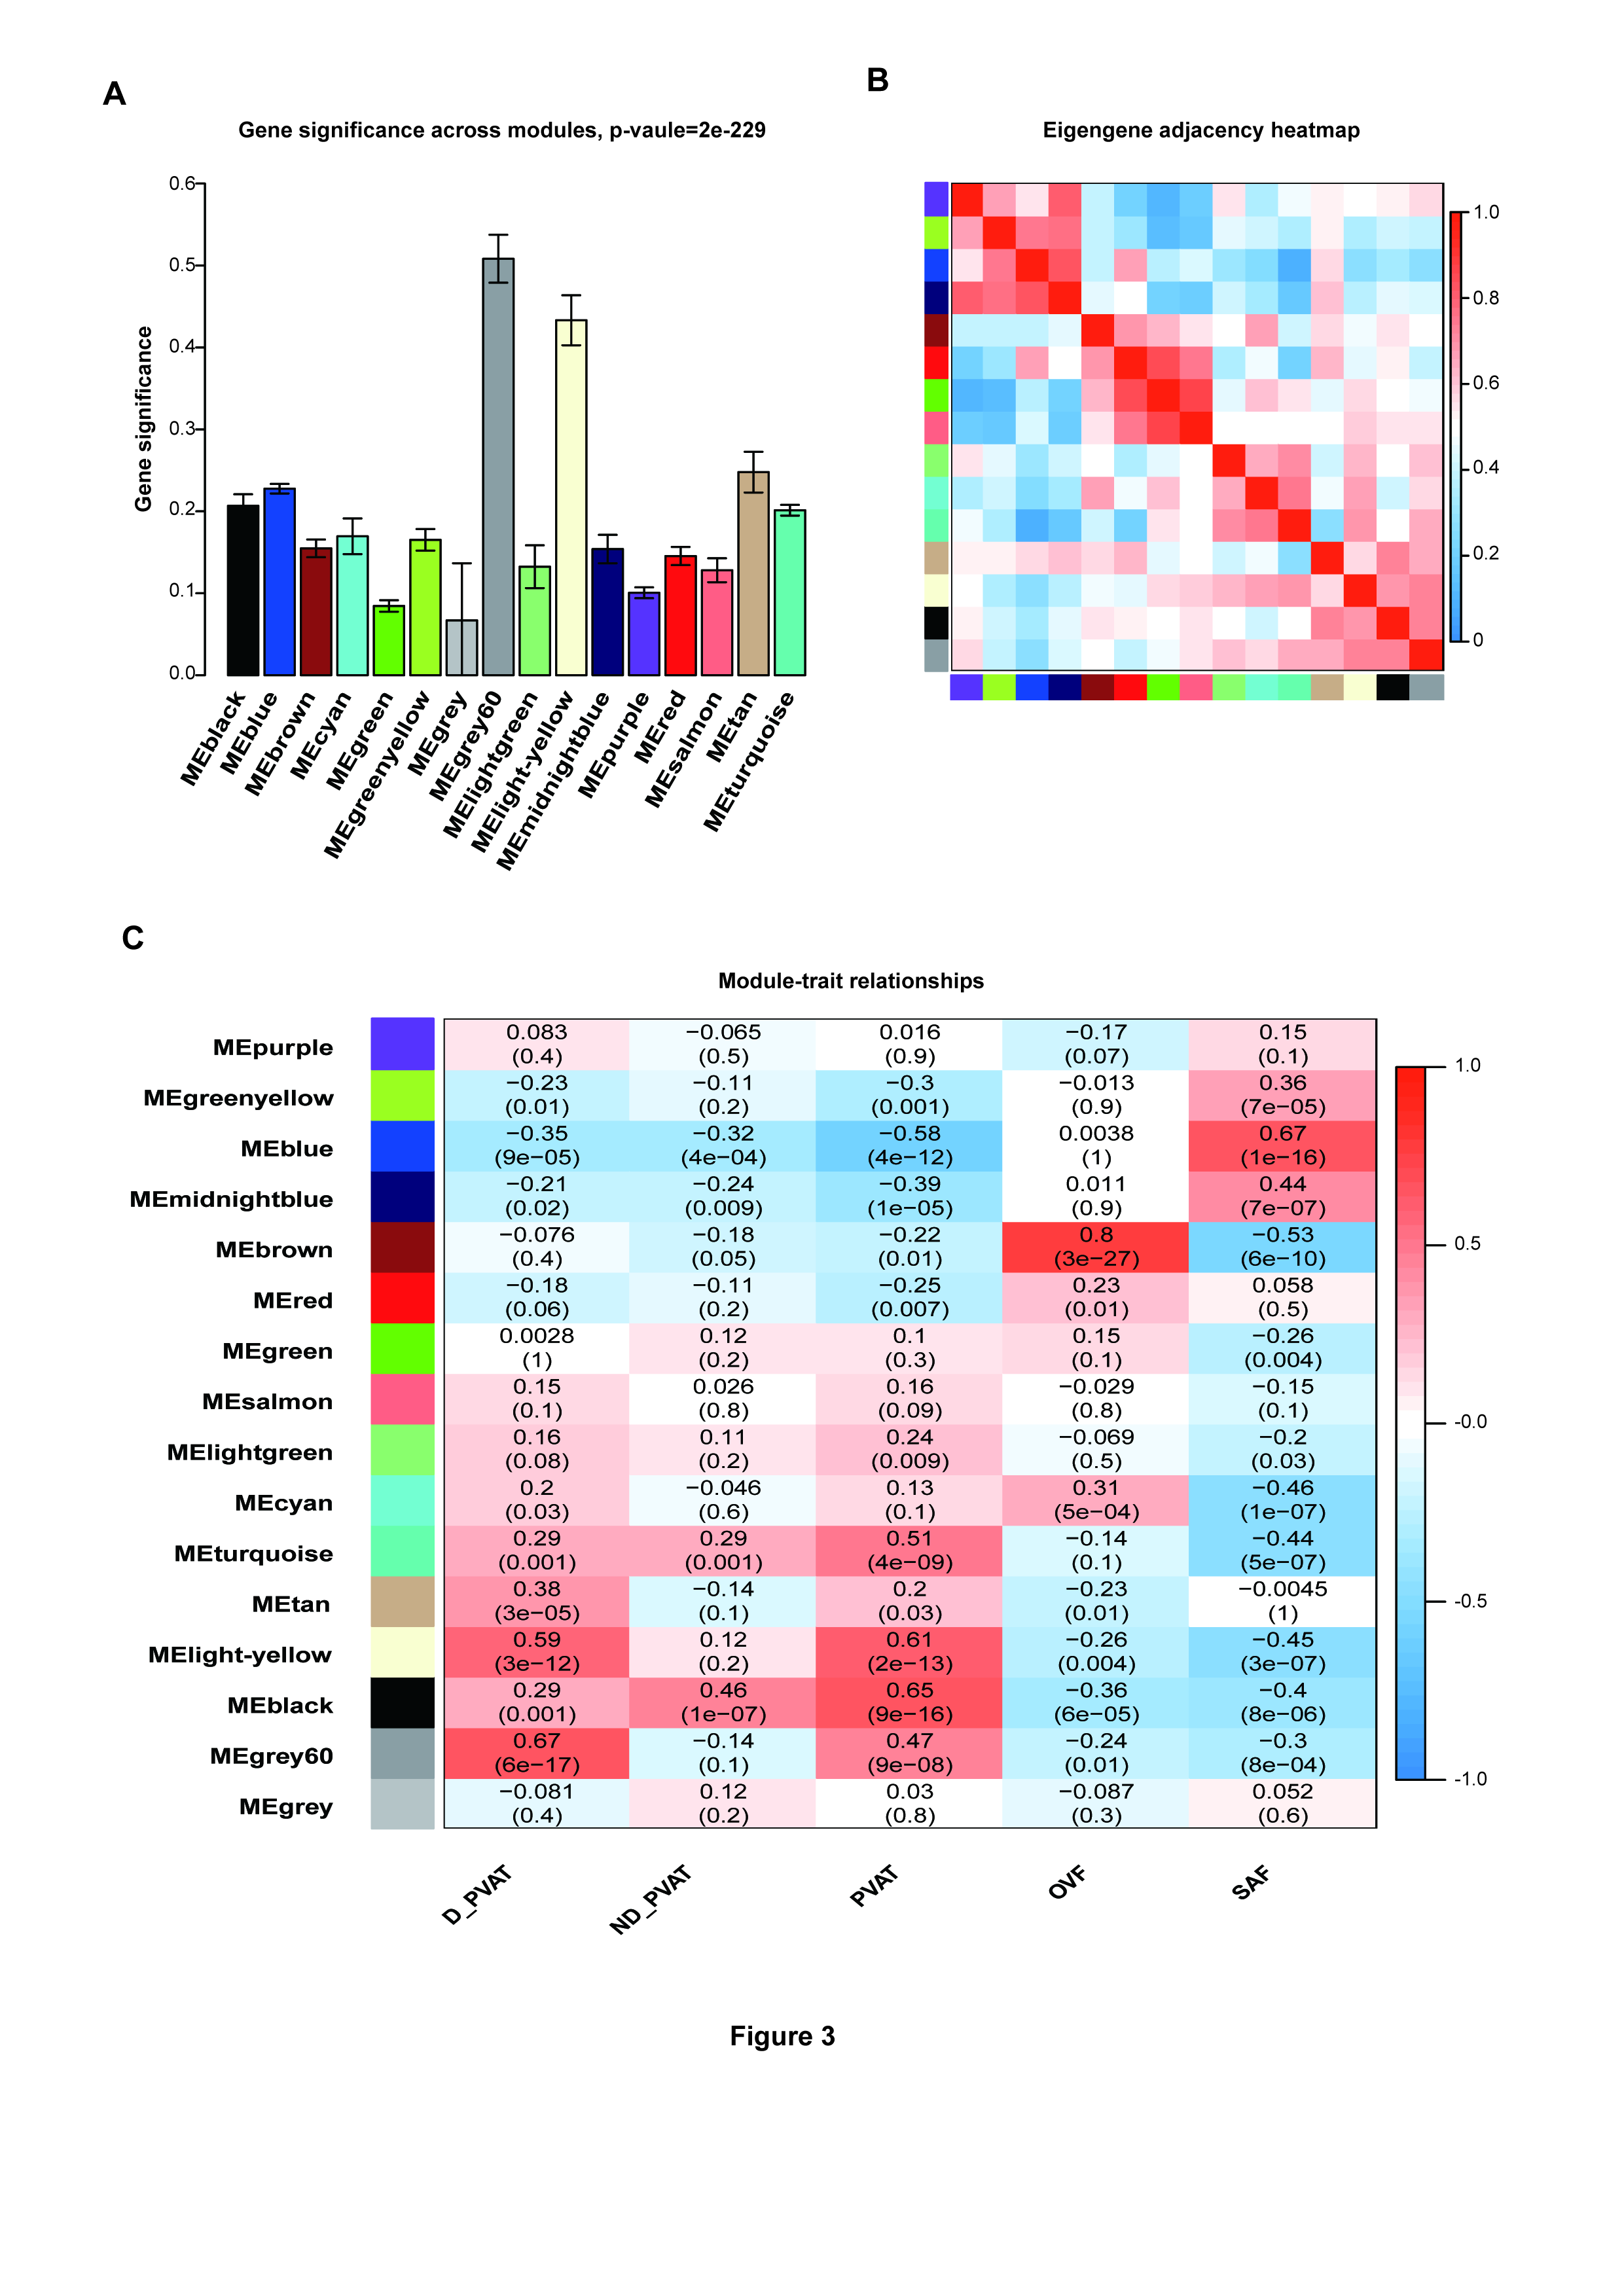 A
Gene significance across modules, p-vaule=2e-229
Gene significance
0.6
0.5
0.4
0.3
0.2
0.1
0.0
MEblack
MEblue
MEbrown
MEcyan
MEgreen
MEgreenyellow
MEgrey
MEgrey60
MElightgreen
MElight-yellow
MEmidnightblue
MEpurple
MEred
MEsalmon
MEtan
MEturquoise
B
Eigengene adjacency heatmap
1.0
0.8
0.6
0.4
0.2
0
C
Module-trait relationships
MEpurple 0.083 −0.065 0.016 −0.17 0.15
(0.4) (0.5) (0.9) (0.07) (0.1)
MEgreenyellow −0.23 −0.11 −0.3 −0.013 0.36
(0.01) (0.2) (0.001) (0.9) (7e−05)
MEblue −0.35 −0.32 −0.58 0.0038 0.67
(9e−05) (4e−04) (4e−12) (1) (1e−16)
MEmidnightblue −0.21 −0.24 −0.39 0.011 0.44
(0.02) (0.009) (1e−05) (0.9) (7e−07)
MEbrown −0.076 −0.18 −0.22 0.8 −0.53
(0.4) (0.05) (0.01) (3e−27) (6e−10)
MEred −0.18 −0.11 −0.25 0.23 0.058
(0.06) (0.2) (0.007) (0.01) (0.5)
MEgreen 0.0028 0.12 0.1 0.15 −0.26
(1) (0.2) (0.3) (0.1) (0.004)
MEsalmon 0.15 0.026 0.16 −0.029 −0.15
(0.1) (0.8) (0.09) (0.8) (0.1)
MElightgreen 0.16 0.11 0.24 −0.069 −0.2
(0.08) (0.2) (0.009) (0.5) (0.03)
MEcyan 0.2 −0.046 0.13 0.31 −0.46
(0.03) (0.6) (0.1) (5e−04) (1e−07)
MEturquoise 0.29 0.29 0.51 −0.14 −0.44
(0.001) (0.001) (4e−09) (0.1) (5e−07)
MEtan 0.38 −0.14 0.2 −0.23 −0.0045
(3e−05) (0.1) (0.03) (0.01) (1)
MElight-yellow 0.59 0.12 0.61 −0.26 −0.45
(3e−12) (0.2) (2e−13) (0.004) (3e−07)
MEblack 0.29 0.46 0.65 −0.36 −0.4
(0.001) (1e−07) (9e−16) (6e−05) (8e−06)
MEgrey60 0.67 −0.14 0.47 −0.24 −0.3
(6e−17) (0.1) (9e−08) (0.01) (8e−04)
MEgrey −0.081 0.12 0.03 −0.087 0.052
(0.4) (0.2) (0.8) (0.3) (0.6)
D_PVAT ND_PVAT PVAT OVF SAF
1.0
0.5
-0.0
-0.5
-1.0
Figure 3